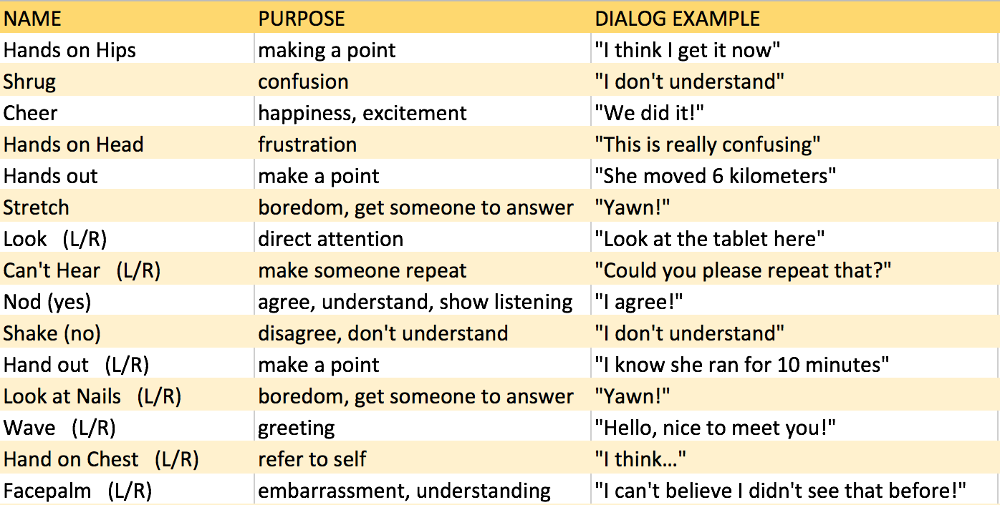 NAME PURPOSE DIALOG EXAMPLE
Hands on Hips making a point "I think I get it now"
Shrug confusion "I don't understand"
Cheer happiness, excitement "We did it!"
Hands on Head frustration "This is really confusing"
Hands out make a point "She moved 6 kilometers"
Stretch boredom, get someone to answer "Yawn!"
Look (L/R) direct attention "Look at the tablet here"
Can't Hear (L/R) make someone repeat "Could you please repeat that?"
Nod (yes) agree, understand, show listening "I agree!"
Shake (no) disagree, don't understand "I don't understand"
Hand out (L/R) make a point "I know she ran for 10 minutes"
Look at Nails (L/R) boredom, get someone to answer "Yawn!"
Wave (L/R) greeting "Hello, nice to meet you!"
Hand on Chest (L/R) refer to self "I think..."
Facepalm (L/R) embarrassment, understanding "I can't believe I didn't see that before!"